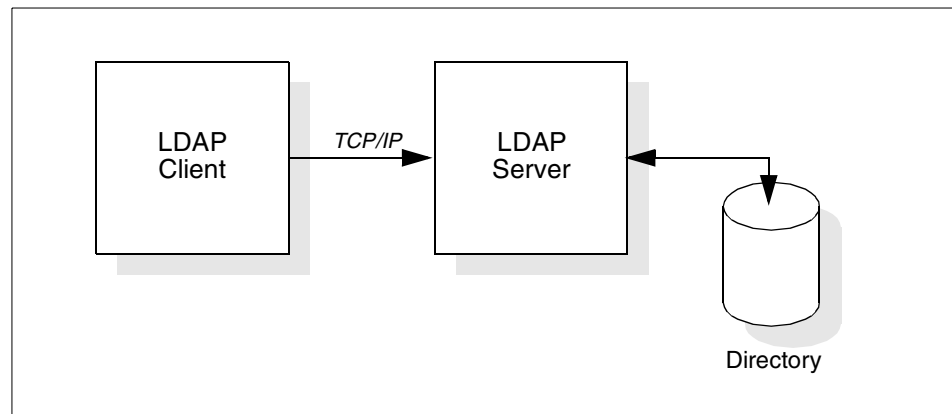 LDAP
Client
TCP/IP
LDAP
Server
Directory